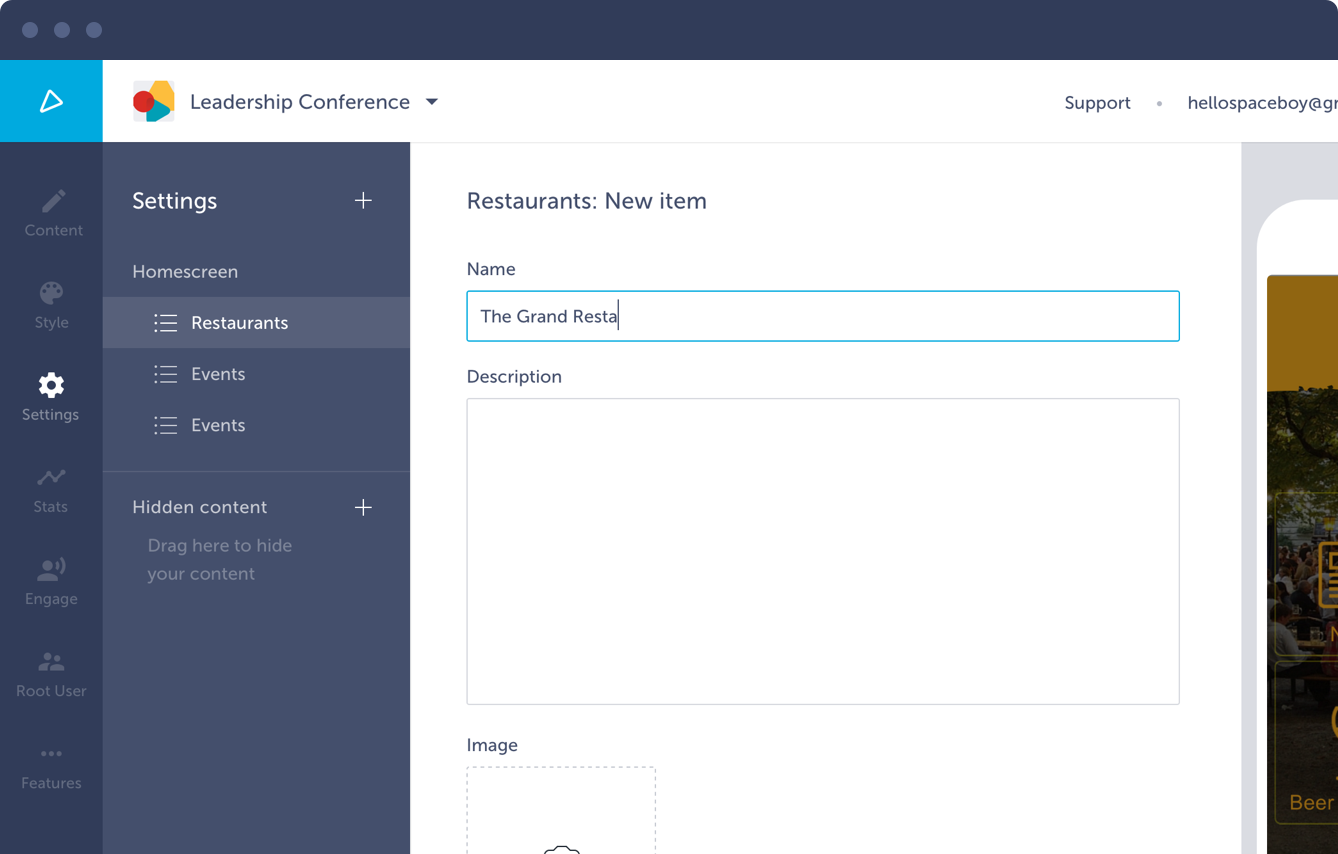 Leadership Conference
Support
hellospaceboy@gr
Content
Style
Settings
Stats
Engage
Root User
Features
Settings
Homescreen
Restaurants
Events
Events
Hidden content
Drag here to hide
your content
Restaurants: New item
Name
The Grand Resta
Description
Image
Beer